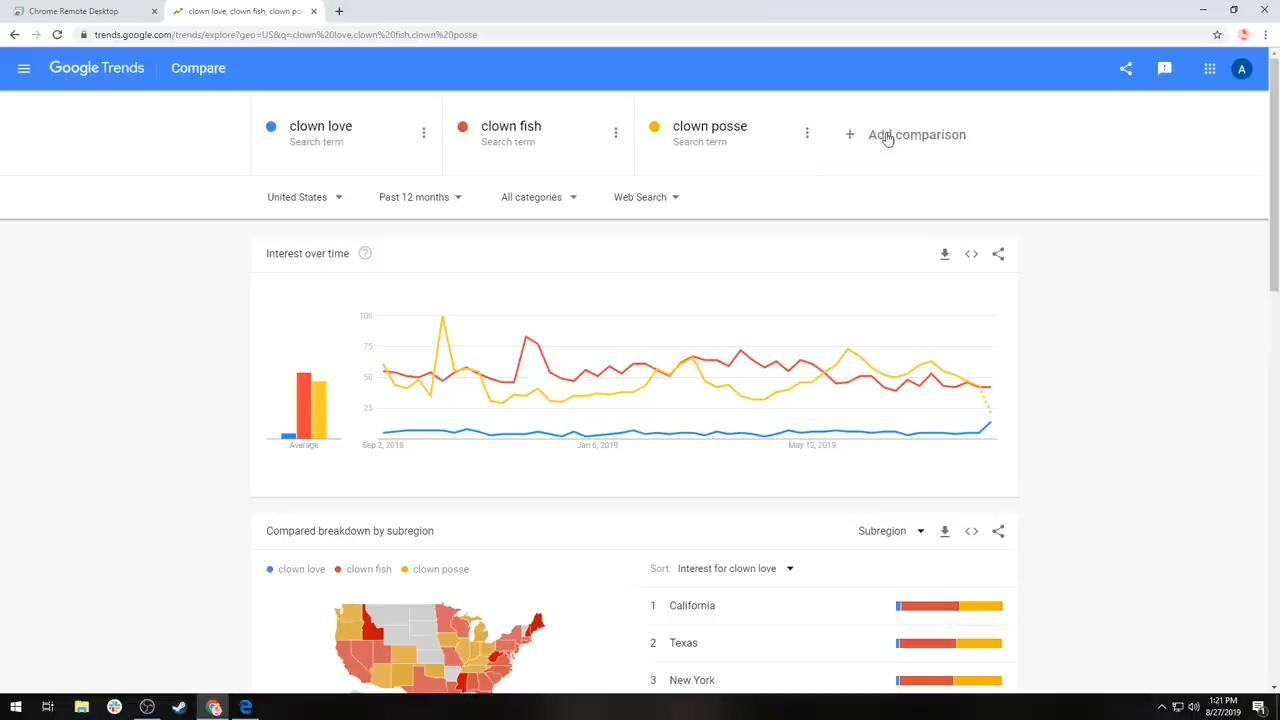 Chrome Remote Desktop
clown love, clown fish, clown po
trends.google.com/trends/explore?geo=US&q=clown%20love,clown%20fish,clown%20posse
Google Trends
Compare
A
clown love
Search term
clown fish
Search term
clown posse
Search term
+ Add comparison
United States
Past 12 months
All categories
Web Search
Interest over time
?
100
75
50
25
Average
Sep 2, 2018
Jan 6, 2019
May 12, 2019
Compared breakdown by subregion
Subregion
clown love
clown fish
clown posse
Sort: Interest for clown love
1 California
2 Texas
3 New York
1:21 PM
8/27/2019